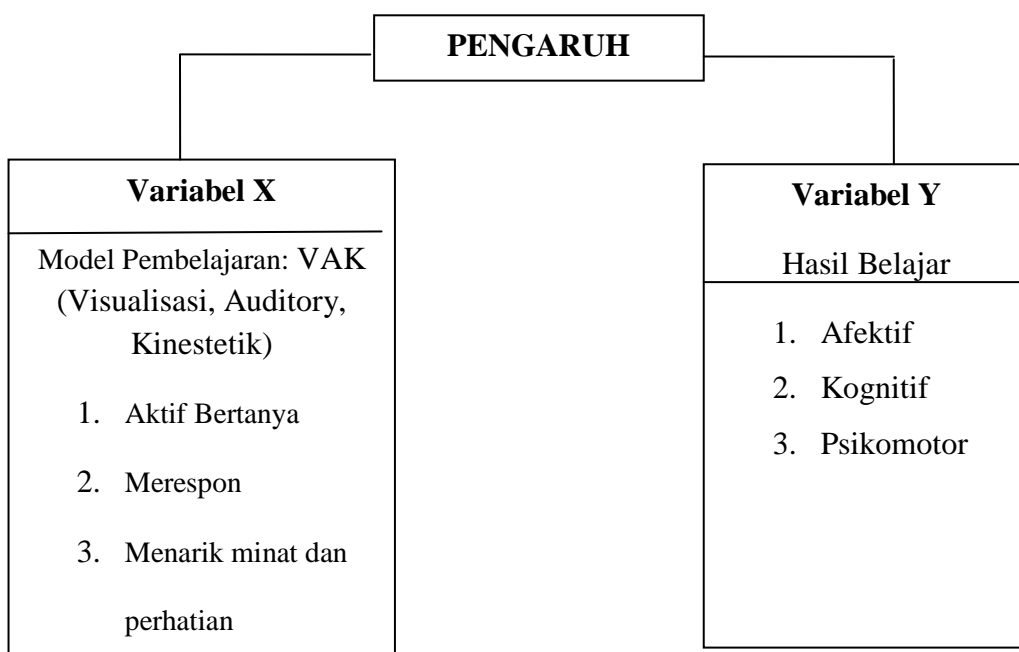 PENGARUH
Variabel X
Model Pembelajaran: VAK
(Visualisasi, Auditory,
Kinestetik)
1. Aktif Bertanya
2. Merespon
3. Menarik minat dan
perhatian
Variabel Y
Hasil Belajar
1. Afektif
2. Kognitif
3. Psikomotor